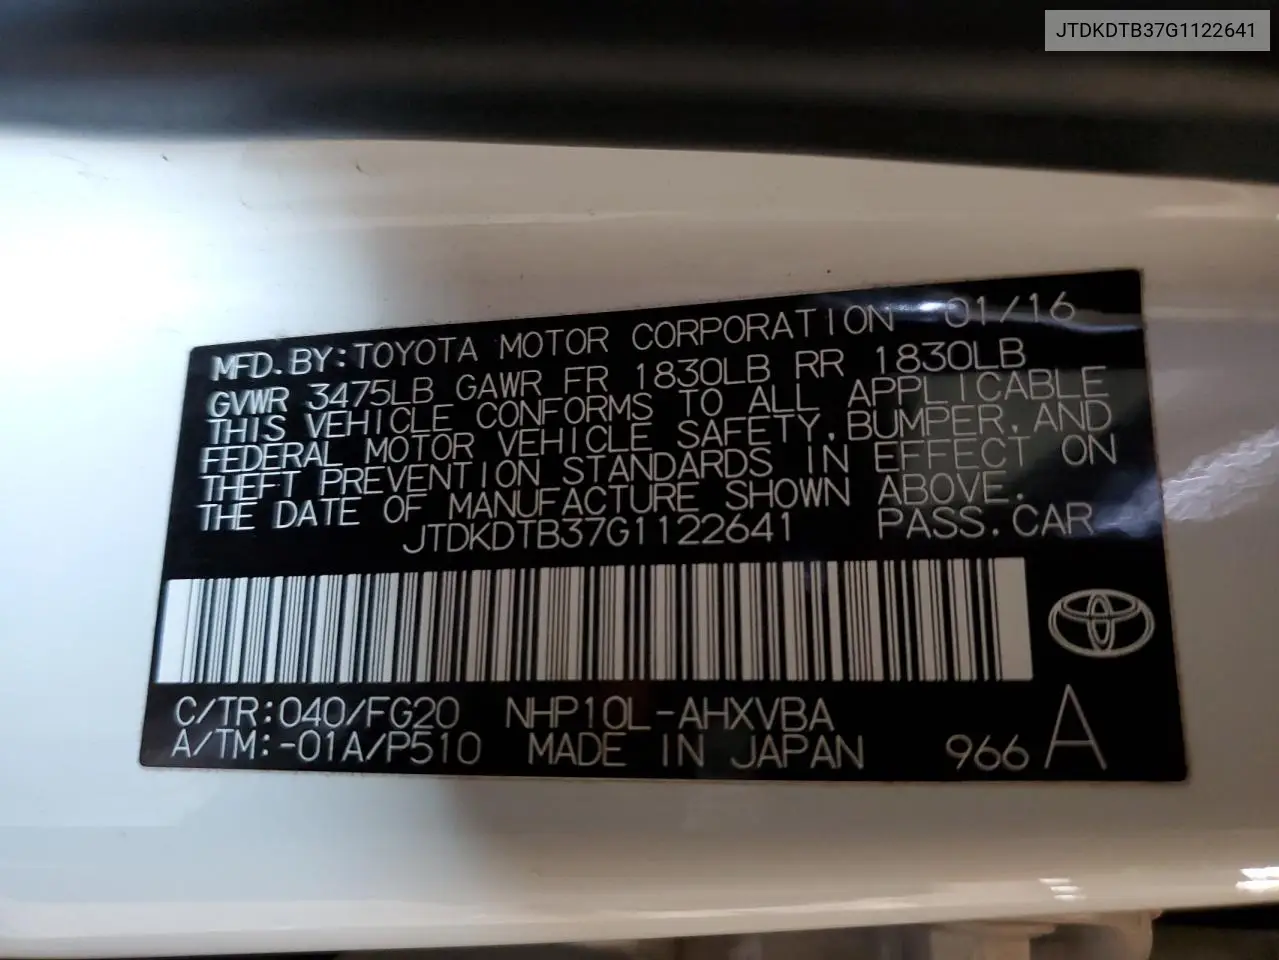 JTDKDTB37G1122641
MFD. BY: TOYOTA MOTOR CORPORATION 01/16
GVWR 3475LB GAWR FR 1830LB RR 1830LB
THIS VEHICLE CONFORMS TO ALL APPLICABLE
FEDERAL MOTOR VEHICLE SAFETY, BUMPER, AND
THEFT PREVENTION STANDARDS IN EFFECT ON
THE DATE OF MANUFACTURE SHOWN ABOVE.
JTDKDTB37G1122641 PASS. CAR
C/TR: 040/FG20 NHP10L-AHXVBA
A/TM: -01A/P510 MADE IN JAPAN 966 A